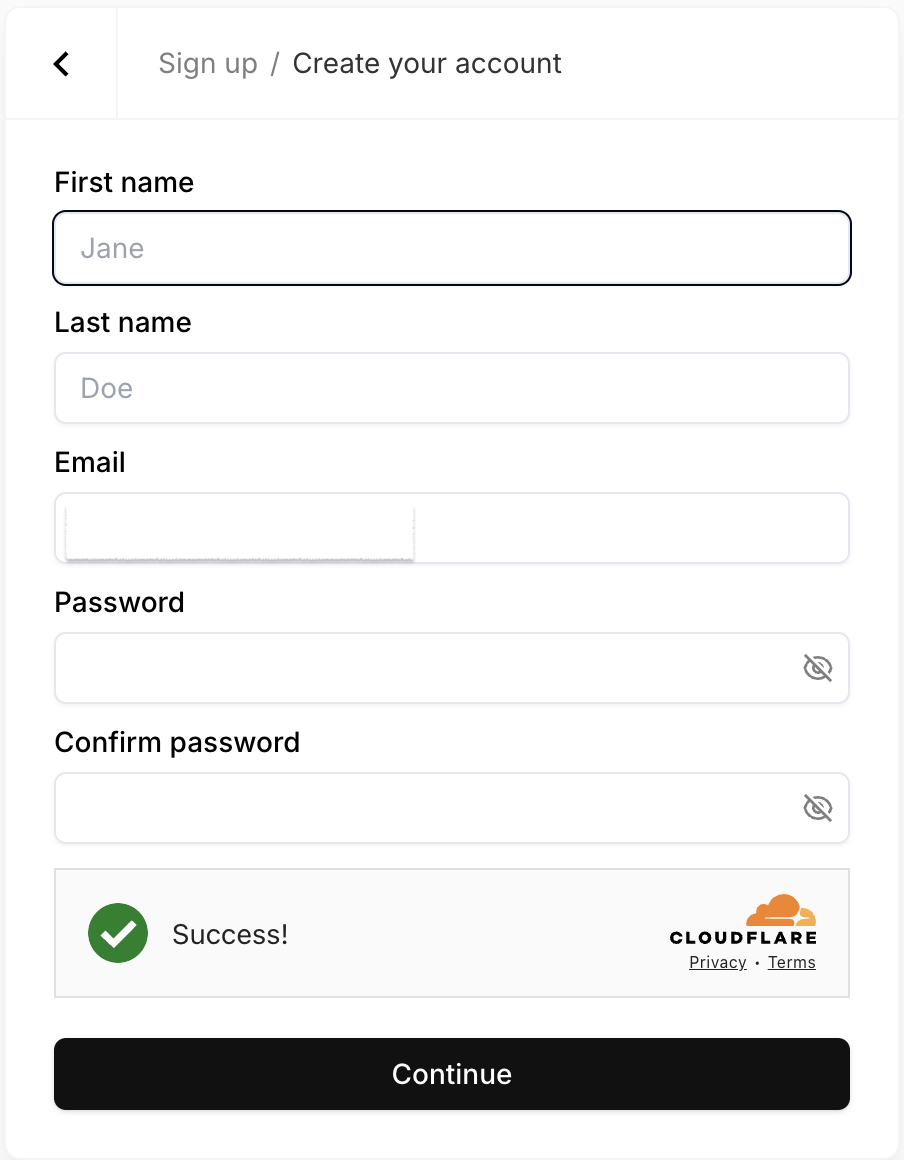 Sign up / Create your account
First name
Jane
Last name
Doe
Email
Password
Confirm password
Success!
CLOUDFLARE
Privacy • Terms
Continue